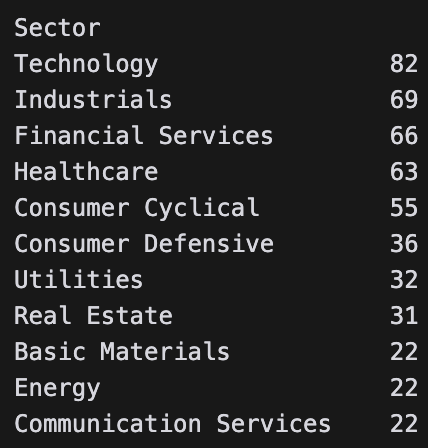 Sector
Technology 82
Industrials 69
Financial Services 66
Healthcare 63
Consumer Cyclical 55
Consumer Defensive 36
Utilities 32
Real Estate 31
Basic Materials 22
Energy 22
Communication Services 22